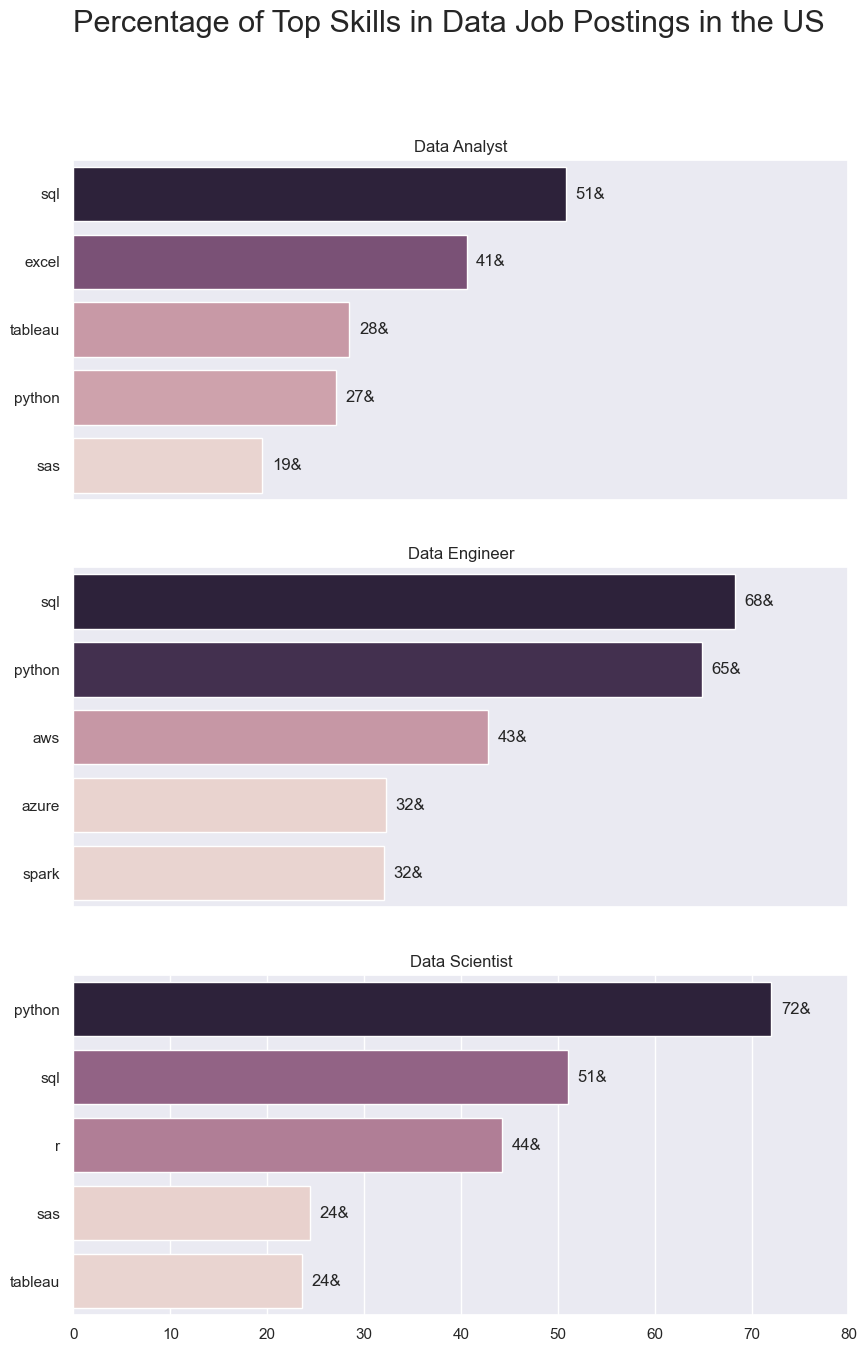 Percentage of Top Skills in Data Job Postings in the US
Data Analyst
sql 51&
excel 41&
tableau 28&
python 27&
sas 19&
Data Engineer
sql 68&
python 65&
aws 43&
azure 32&
spark 32&
Data Scientist
python 72&
sql 51&
r 44&
sas 24&
tableau 24&
0 10 20 30 40 50 60 70 80